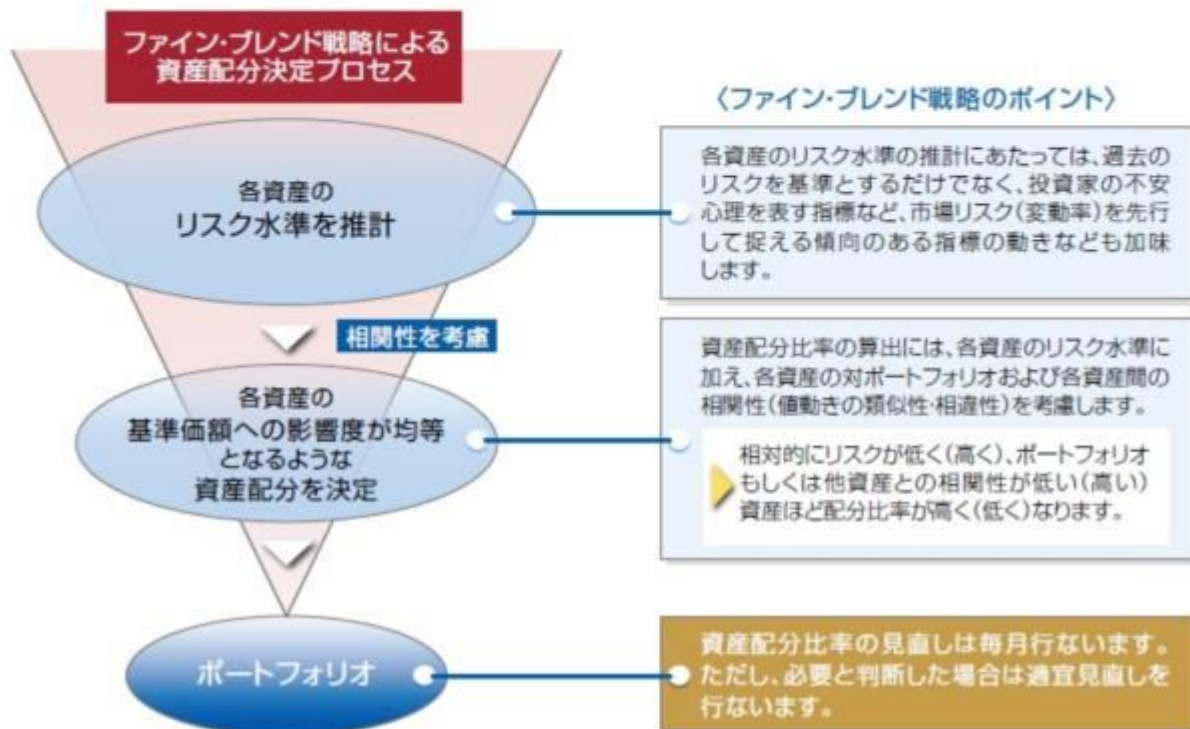 ファイン・ブレンド戦略による
資産配分決定プロセス
〈ファイン・ブレンド戦略のポイント〉
各資産の
リスク水準を推計
各資産のリスク水準の推計にあたっては、過去の
リスクを基準とするだけでなく、投資家の不安
心理を表す指標など、市場リスク(変動率)を先行
して捉える傾向のある指標の動きなども加味
します。
相関性を考慮
各資産の
基準価額への影響度が均等
となるような
資産配分を決定
資産配分比率の算出には、各資産のリスク水準に
加え、各資産の対ポートフォリオおよび各資産間の
相関性(値動きの類似性・相違性)を考慮します。
相対的にリスクが低く(高く)、ポートフォリオ
もしくは他資産との相関性が低い(高い)
資産ほど配分比率が高く(低く)なります。
ポートフォリオ
資産配分比率の見直しは毎月行ないます。
ただし、必要と判断した場合は適宜見直しを
行ないます。